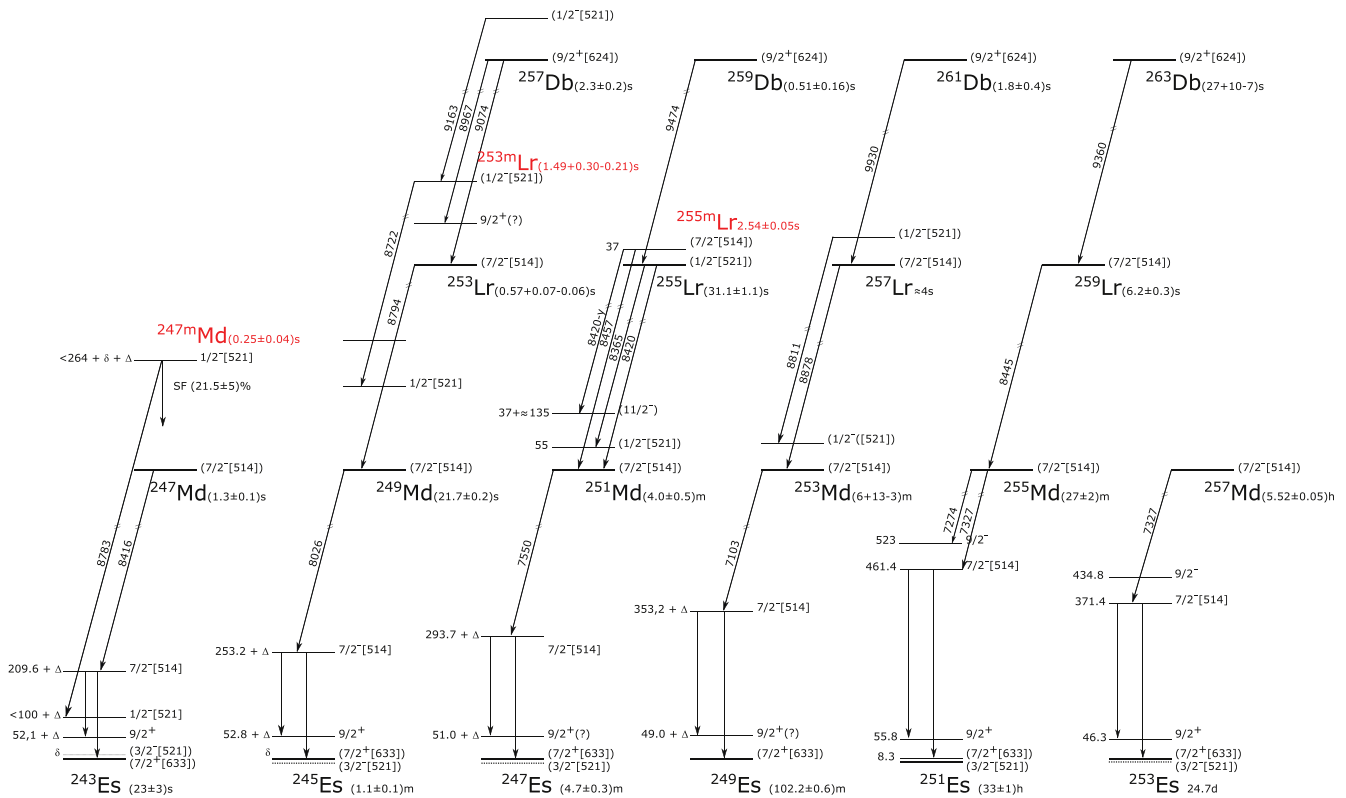 (1/2⁻[521])
(9/2⁺[624])
²⁵⁷Db(2.3±0.2)s
(9/2⁺[624])
²⁵⁹Db(0.51±0.16)s
(9/2⁺[624])
²⁶¹Db(1.8±0.4)s
(9/2⁺[624])
²⁶³Db(27+10-7)s
9163
8967
9074
9474
9930
9360
²⁵³ᵐLr(1.49+0.30-0.21)s
(1/2⁻[521])
9/2⁺(?)
8722
(7/2⁻[514])
²⁵³Lr(0.57+0.07-0.06)s
8794
²⁵⁵ᵐLr2.54±0.05s
37
(7/2⁻[514])
(1/2⁻[521])
²⁵⁵Lr(31.1±1.1)s
(1/2⁻[521])
(7/2⁻[514])
²⁵⁷Lr≈4s
(7/2⁻[514])
²⁵⁹Lr(6.2±0.3)s
8420-γ
8457
8365
8420
8811
8878
8445
²⁴⁷ᵐMd(0.25±0.04)s
<264 + δ + Δ
1/2⁻[521]
SF (21.5±5)%
1/2⁻[521]
37+≈135
(11/2⁻)
55
(1/2⁻[521])
(1/2⁻([521])
(7/2⁻[514])
²⁴⁷Md(1.3±0.1)s
(7/2⁻[514])
²⁴⁹Md(21.7±0.2)s
(7/2⁻[514])
²⁵¹Md(4.0±0.5)m
(7/2⁻[514])
²⁵³Md(6+13-3)m
(7/2⁻[514])
²⁵⁵Md(27±2)m
(7/2⁻[514])
²⁵⁷Md(5.52±0.05)h
8783
8416
8026
7550
7103
7274
7327
7327
209.6 + Δ
7/2⁻[514]
<100 + Δ
1/2⁻[521]
52,1 + Δ
9/2⁺
δ
(3/2⁻[521])
(7/2⁺[633])
²⁴³Es (23±3)s
253.2 + Δ
7/2⁻[514]
52.8 + Δ
9/2⁺
δ
(7/2⁺[633])
(3/2⁻[521])
²⁴⁵Es (1.1±0.1)m
293.7 + Δ
7/2⁻[514]
51.0 + Δ
9/2⁺(?)
(7/2⁺[633])
(3/2⁻[521])
²⁴⁷Es (4.7±0.3)m
353,2 + Δ
7/2⁻[514]
49.0 + Δ
9/2⁺(?)
(7/2⁺[633])
²⁴⁹Es (102.2±0.6)m
523
9/2⁻
461.4
7/2⁻[514]
55.8
9/2⁺
8.3
(7/2⁺[633])
(3/2⁻[521])
²⁵¹Es (33±1)h
434.8
9/2⁻
371.4
7/2⁻[514]
46.3
9/2⁺
(7/2⁺[633])
(3/2⁻[521])
²⁵³Es 24.7d